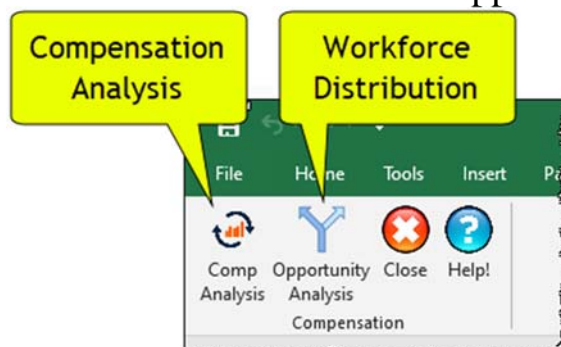 Compensation
Analysis
Workforce
Distribution
File Home Tools Insert
Comp
Analysis
Opportunity
Analysis
Close
Help!
Compensation